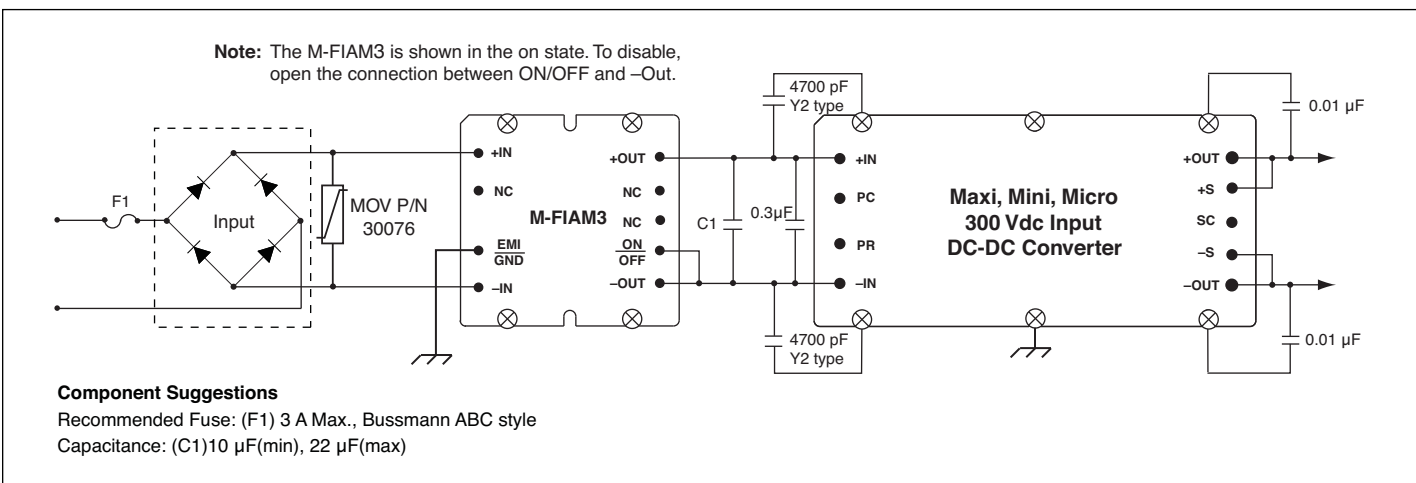 Note: The M-FIAM3 is shown in the on state. To disable,
open the connection between ON/OFF and –Out.
F1
Input
MOV P/N
30076
+IN
NC
EMI
GND
–IN
M-FIAM3
+OUT
NC
NC
ON
OFF
–OUT
4700 pF
Y2 type
C1
0.3µF
4700 pF
Y2 type
+IN
PC
PR
–IN
Maxi, Mini, Micro
300 Vdc Input
DC-DC Converter
+OUT
+S
SC
–S
–OUT
0.01 µF
0.01 µF
Component Suggestions
Recommended Fuse: (F1) 3 A Max., Bussmann ABC style
Capacitance: (C1)10 µF(min), 22 µF(max)